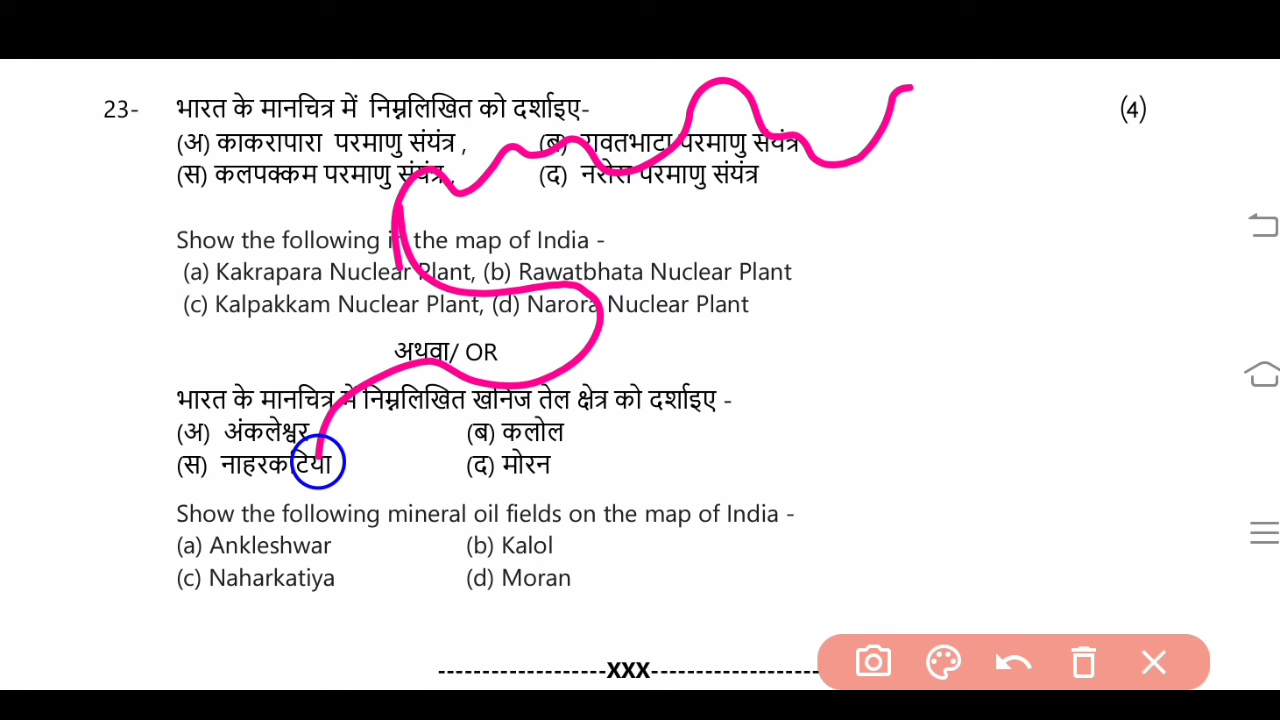 23- भारत के मानचित्र में निम्नलिखित को दर्शाइए- (4)
(अ) काकरापारा परमाणु संयंत्र , (ब) रावतभाटा परमाणु संयंत्र
(स) कलपक्कम परमाणु संयंत्र , (द) नरोरा परमाणु संयंत्र
Show the following in the map of India -
(a) Kakrapara Nuclear Plant, (b) Rawatbhata Nuclear Plant
(c) Kalpakkam Nuclear Plant, (d) Narora Nuclear Plant
अथवा/ OR
भारत के मानचित्र में निम्नलिखित खनिज तेल क्षेत्र को दर्शाइए -
(अ) अंकलेश्वर (ब) कलोल
(स) नाहरकटिया (द) मोरन
Show the following mineral oil fields on the map of India -
(a) Ankleshwar (b) Kalol
(c) Naharkatiya (d) Moran
-----------------------XXX-------------------